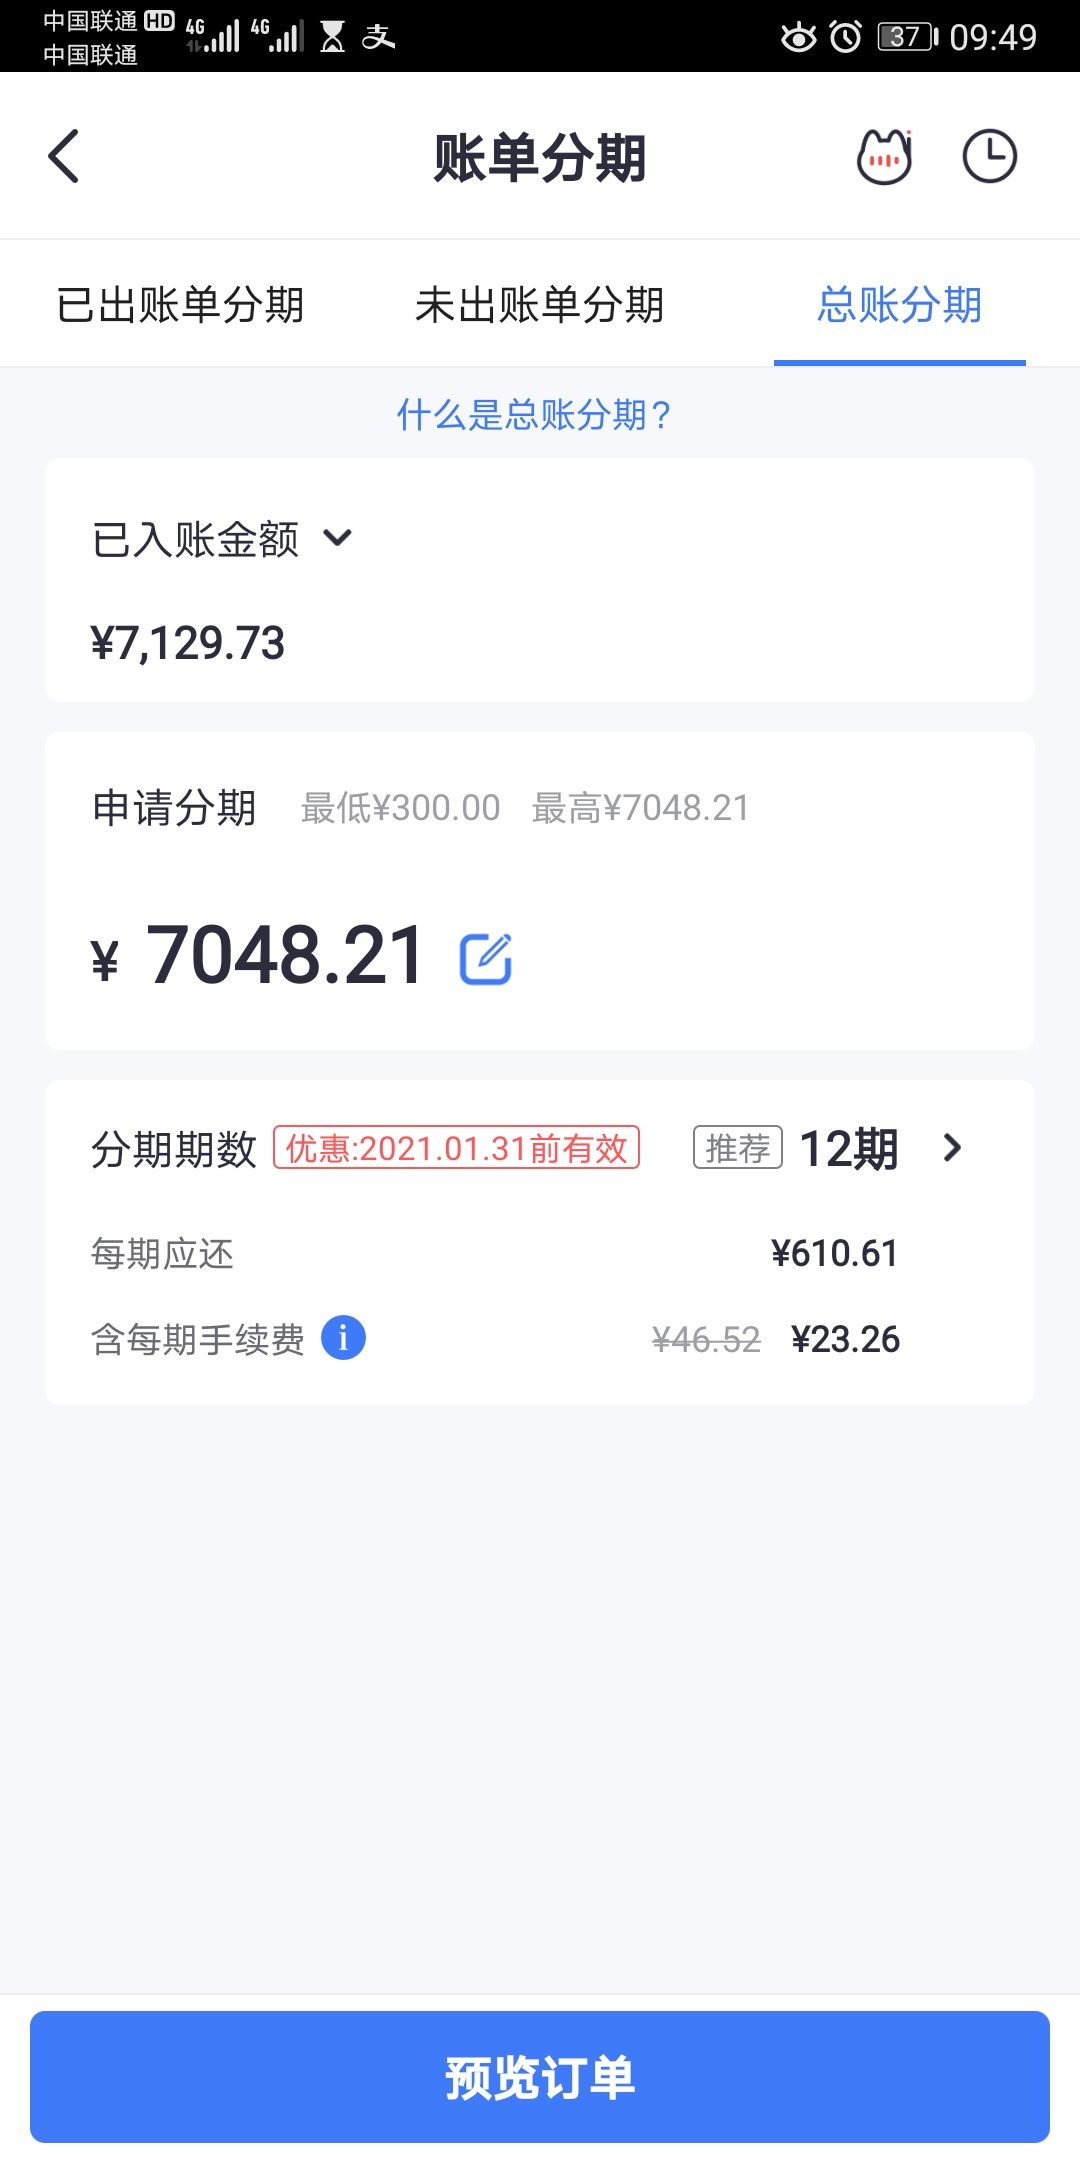 中国联通 HD 4G 4G 支 37 09:49
中国联通
账单分期
已出账单分期 未出账单分期 总账分期
什么是总账分期?
已入账金额
¥7,129.73
申请分期 最低¥300.00 最高¥7048.21
¥ 7048.21
分期期数 优惠:2021.01.31前有效 推荐 12期
每期应还 ¥610.61
含每期手续费 i ¥46.52 ¥23.26
预览订单